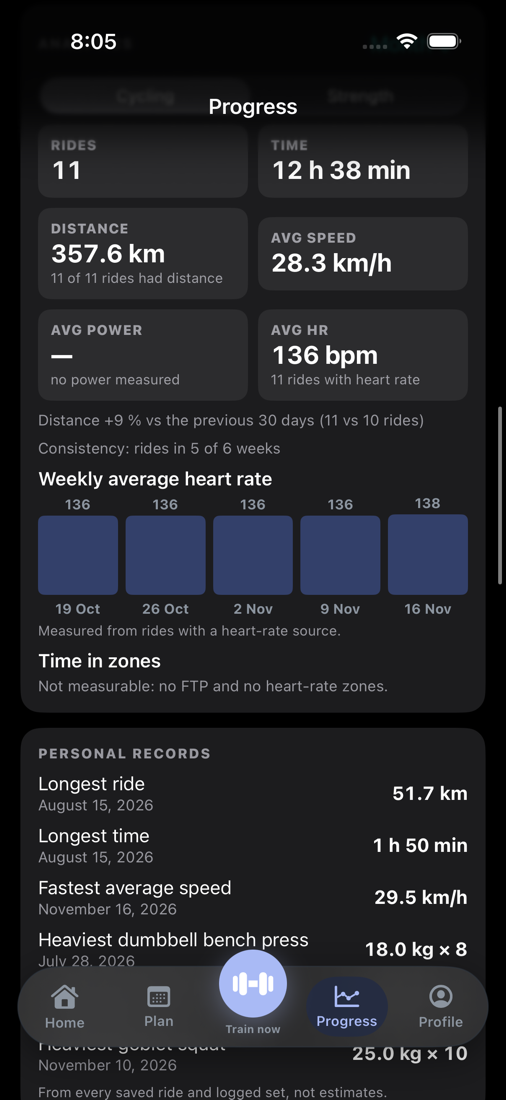 8:05
Cycling
Strength
Progress
RIDES
11
TIME
12 h 38 min
DISTANCE
357.6 km
11 of 11 rides had distance
AVG SPEED
28.3 km/h
AVG POWER
—
no power measured
AVG HR
136 bpm
11 rides with heart rate
Distance +9 % vs the previous 30 days (11 vs 10 rides)
Consistency: rides in 5 of 6 weeks
Weekly average heart rate
136 136 136 136 138
19 Oct 26 Oct 2 Nov 9 Nov 16 Nov
Measured from rides with a heart-rate source.
Time in zones
Not measurable: no FTP and no heart-rate zones.
PERSONAL RECORDS
Longest ride
August 15, 2026
51.7 km
Longest time
August 15, 2026
1 h 50 min
Fastest average speed
November 16, 2026
29.5 km/h
Heaviest dumbbell bench press
July 28, 2026
18.0 kg × 8
Home
Plan
Train now
Progress
Profile
Heaviest goblet squat
November 10, 2026
25.0 kg × 10
From every saved ride and logged set, not estimates.